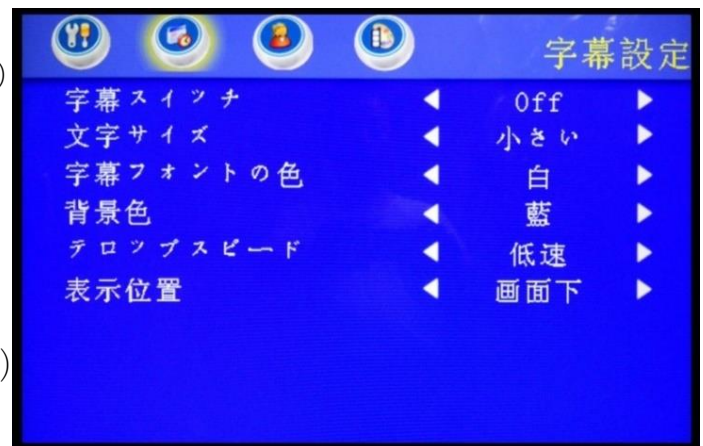 字幕設定
字幕スイッチ ◀ Off ▶
文字サイズ ◀ 小さい ▶
字幕フォントの色 ◀ 白 ▶
背景色 ◀ 藍 ▶
テロップスピード ◀ 低速 ▶
表示位置 ◀ 画面下 ▶
)
)